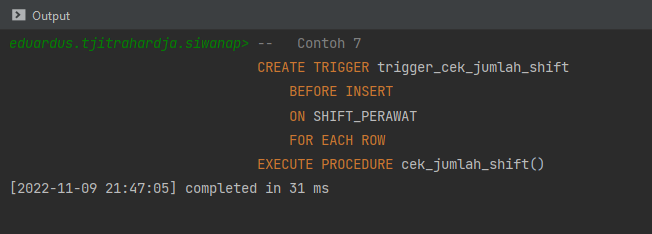 Output
eduardus.tjitrahardja.siwanap> -- Contoh 7
CREATE TRIGGER trigger_cek_jumlah_shift
BEFORE INSERT
ON SHIFT_PERAWAT
FOR EACH ROW
EXECUTE PROCEDURE cek_jumlah_shift()
[2022-11-09 21:47:05] completed in 31 ms